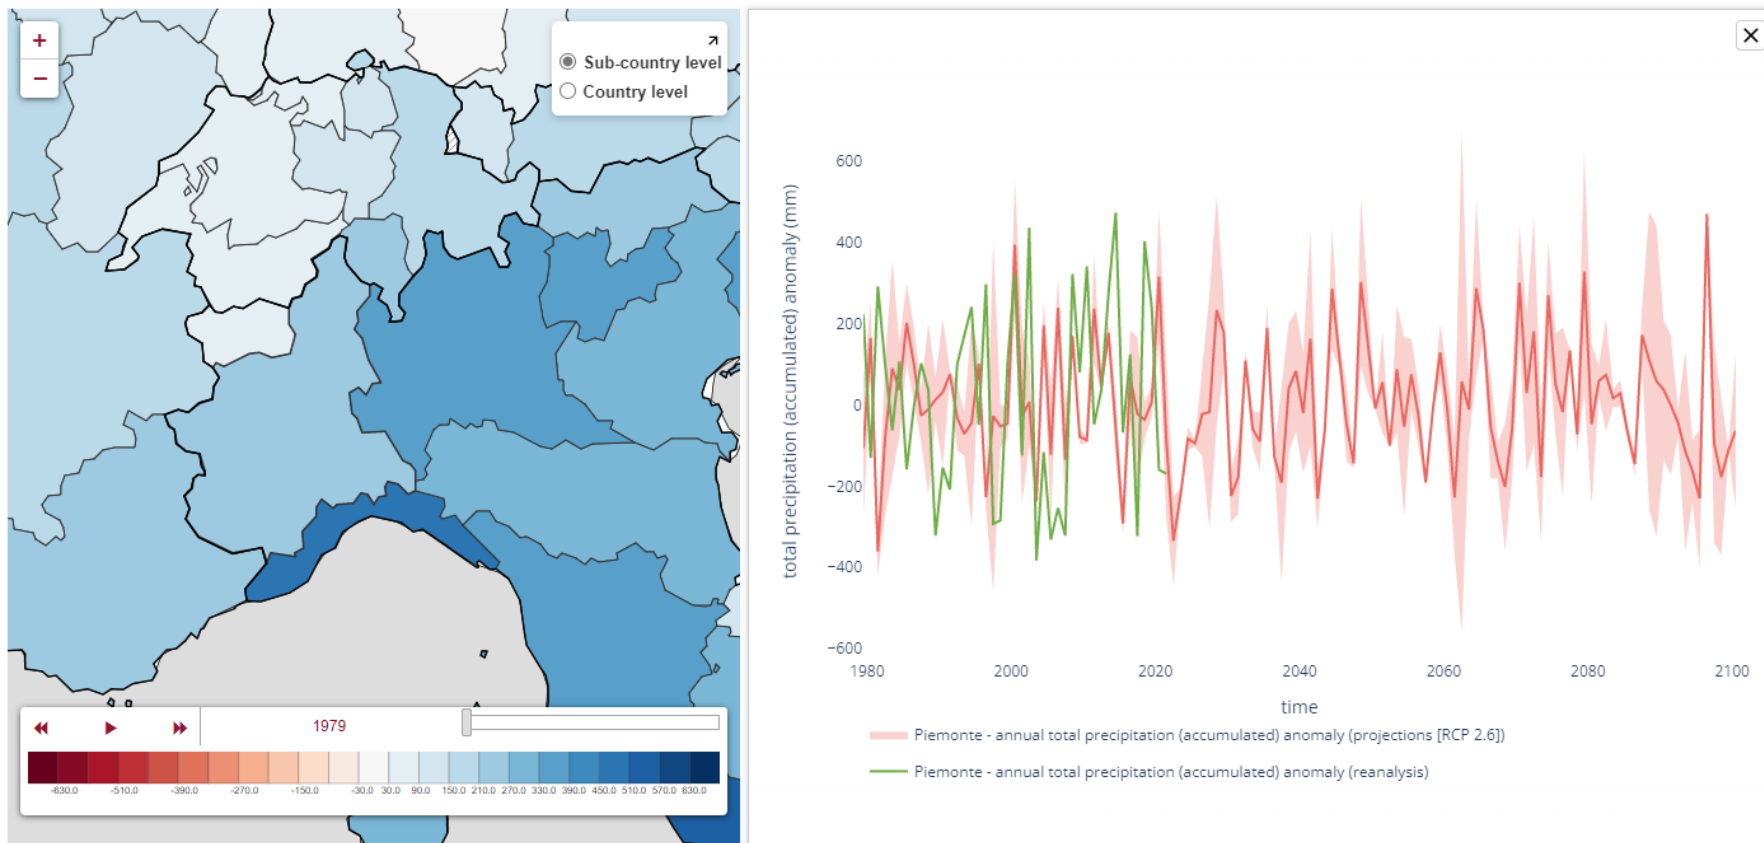 +
−
Sub-country level
Country level
1979
-630.0 -510.0 -390.0 -270.0 -150.0 -30.0 30.0 90.0 150.0 210.0 270.0 330.0 390.0 450.0 510.0 570.0 630.0
total precipitation (accumulated) anomaly (mm)
600
400
200
0
−200
−400
−600
1980 2000 2020 2040 2060 2080 2100
time
Piemonte - annual total precipitation (accumulated) anomaly (projections [RCP 2.6])
Piemonte - annual total precipitation (accumulated) anomaly (reanalysis)